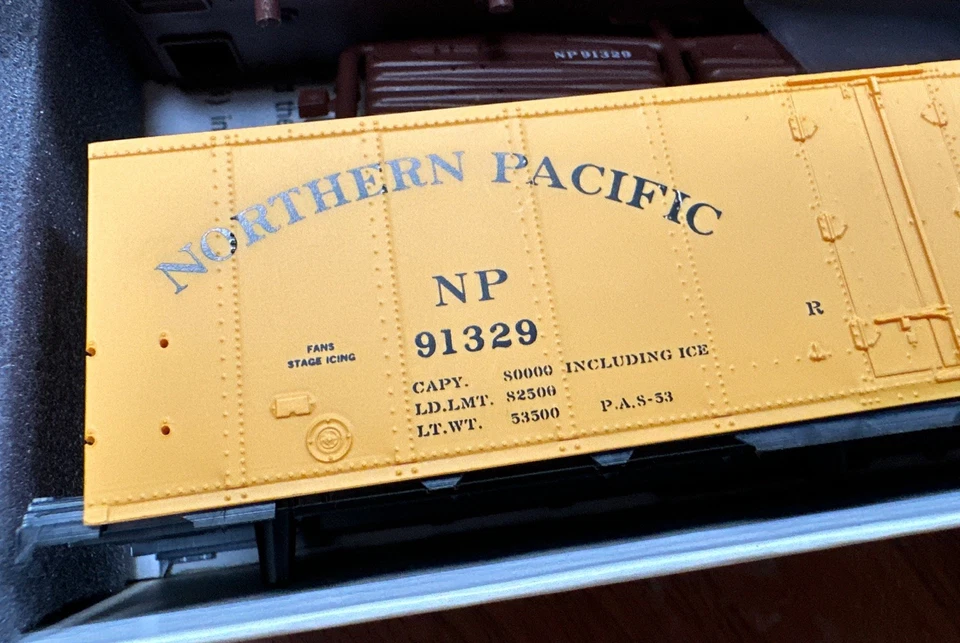 NP 91329
NORTHERN PACIFIC
NP
91329
R
FANS
STAGE ICING
CAPY. 80000 INCLUDING ICE
LD.LMT. 82500
LT.WT. 53500 P.A.S-53